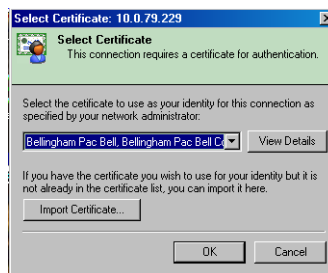 Select Certificate: 10.0.79.229
Select Certificate
This connection requires a certificate for authentication.
Select the cetificate to use as your identity for this connection as
specified by your network administrator:
Bellingham Pac Bell, Bellingham Pac Bell
View Details
If you have the certificate you wish to use for your identity but it is
not already in the certificate list, you can import it here.
Import Certificate...
OK
Cancel